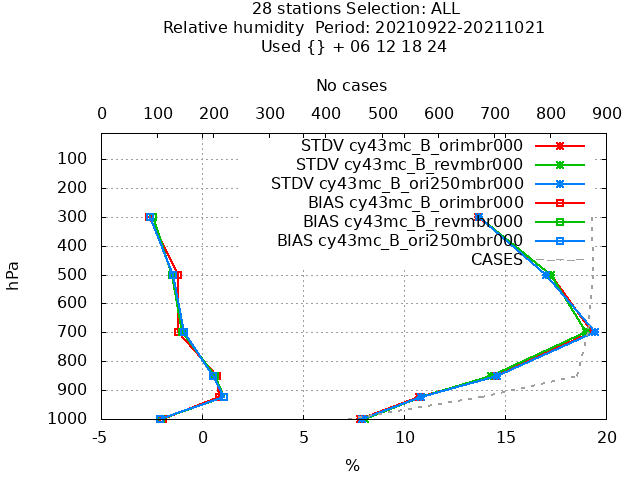 28 stations Selection: ALL
Relative humidity  Period: 20210922-20211021
Used {} + 06 12 18 24
No cases
0 100 200 300 400 500 600 700 800 900
100
200
300
400
500
600
700
800
900
1000
hPa
STDV cy43mc_B_orimbr000
STDV cy43mc_B_revmbr000
STDV cy43mc_B_ori250mbr000
BIAS cy43mc_B_orimbr000
BIAS cy43mc_B_revmbr000
BIAS cy43mc_B_ori250mbr000
CASES
-5 0 5 10 15 20
%